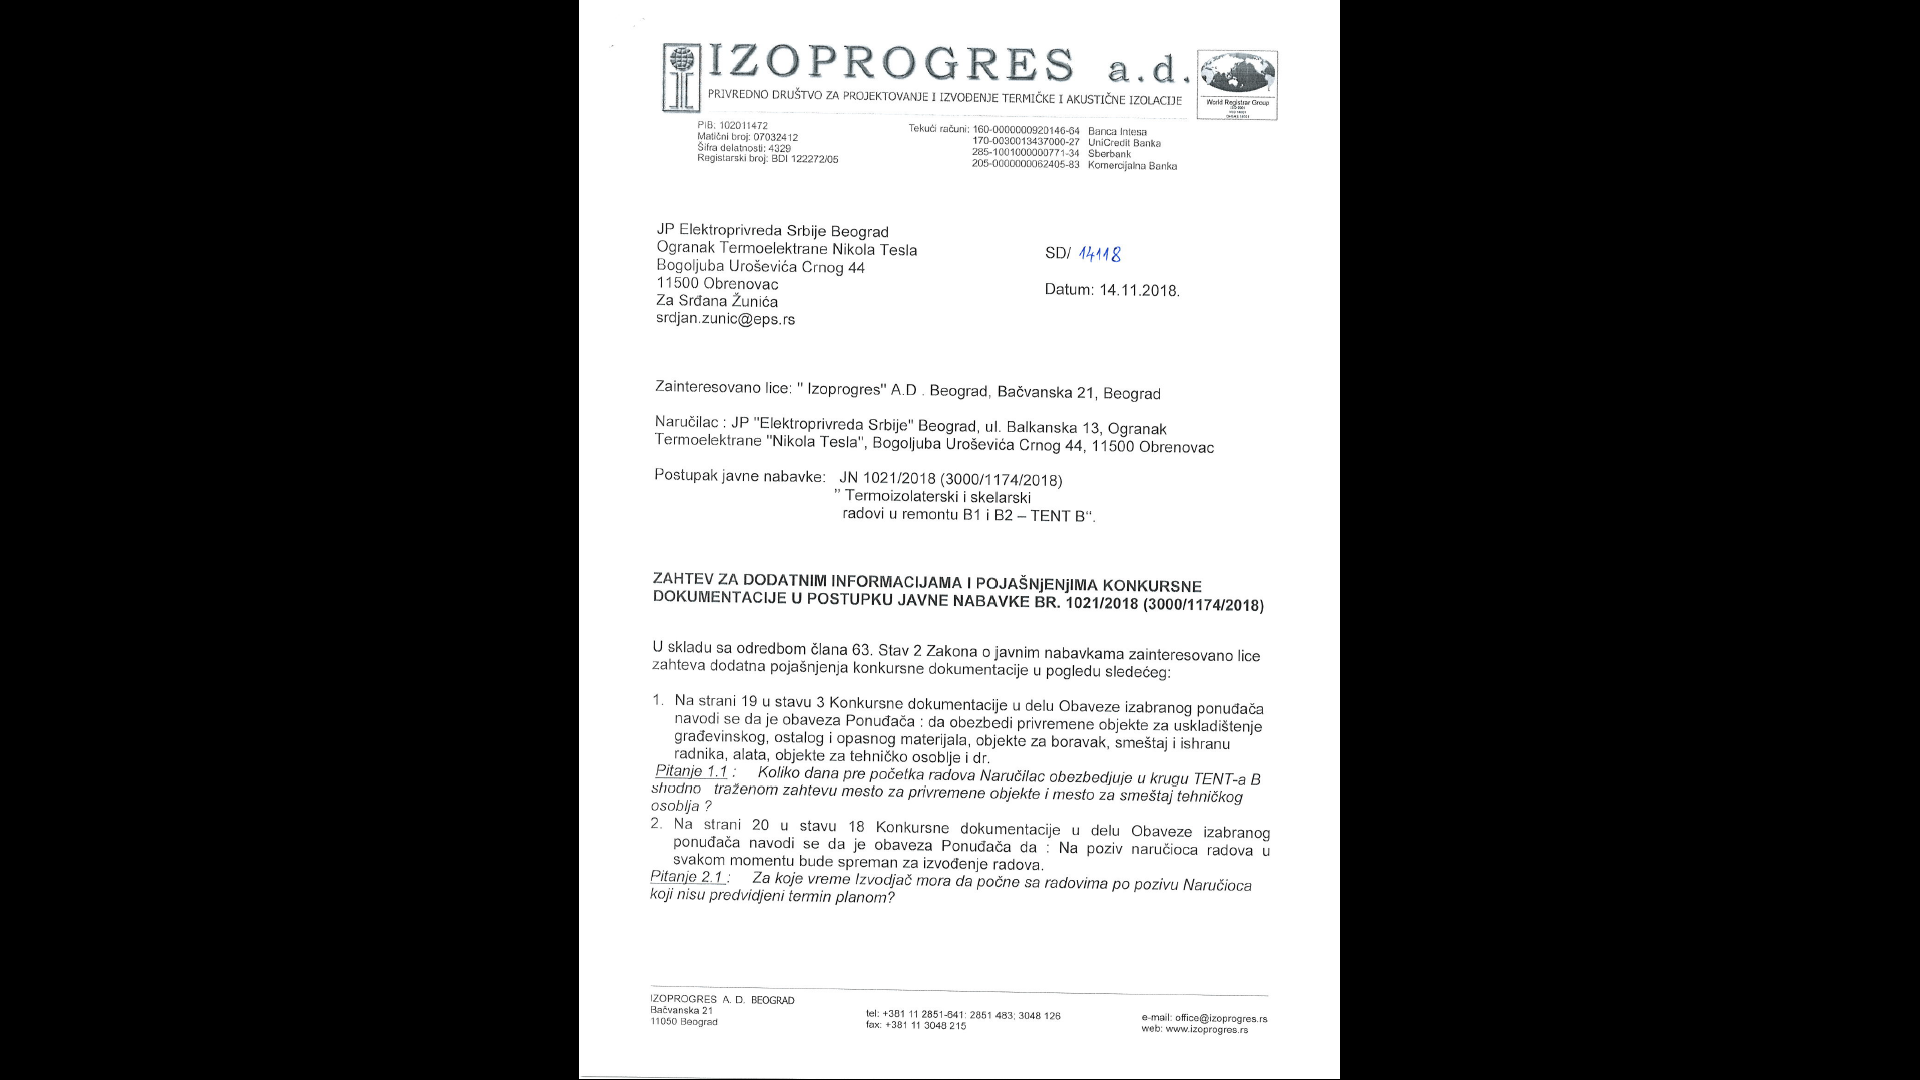 IZOPROGRES a.d.
PRIVREDNO DRUŠTVO ZA PROJEKTOVANJE I IZVOĐENJE TERMIČKE I AKUSTIČNE IZOLACIJE
World Registrar Group
PIB: 102011472
Matični broj: 07032412
Šifra delatnosti: 4329
Registarski broj: BDI 122272/05
Tekući računi: 160-0000000920146-64 Banca Intesa
170-0030013437000-27 UniCredit Banka
285-1001000000771-34 Sberbank
205-0000000062405-83 Komercijalna Banka
JP Elektroprivreda Srbije Beograd
Ogranak Termoelektrane Nikola Tesla
Bogoljuba Uroševića Crnog 44
11500 Obrenovac
Za Srđana Žunića
srdjan.zunic@eps.rs
SD/ 14118
Datum: 14.11.2018.
Zainteresovano lice: " Izoprogres" A.D . Beograd, Bačvanska 21, Beograd
Naručilac : JP "Elektroprivreda Srbije" Beograd, ul. Balkanska 13, Ogranak
Termoelektrane "Nikola Tesla", Bogoljuba Uroševića Crnog 44, 11500 Obrenovac
Postupak javne nabavke: JN 1021/2018 (3000/1174/2018)
” Termoizolaterski i skelarski
radovi u remontu B1 i B2 – TENT B“.
ZAHTEV ZA DODATNIM INFORMACIJAMA I POJAŠNjENjIMA KONKURSNE
DOKUMENTACIJE U POSTUPKU JAVNE NABAVKE BR. 1021/2018 (3000/1174/2018)
U skladu sa odredbom člana 63. Stav 2 Zakona o javnim nabavkama zainteresovano lice
zahteva dodatna pojašnjenja konkursne dokumentacije u pogledu sledećeg:
1. Na strani 19 u stavu 3 Konkursne dokumentacije u delu Obaveze izabranog ponuđača
navodi se da je obaveza Ponuđača : da obezbedi privremene objekte za uskladištenje
građevinskog, ostalog i opasnog materijala, objekte za boravak, smeštaj i ishranu
radnika, alata, objekte za tehničko osoblje i dr.
Pitanje 1.1 : Koliko dana pre početka radova Naručilac obezbedjuje u krugu TENT-a B
shodno traženom zahtevu mesto za privremene objekte i mesto za smeštaj tehničkog
osoblja ?
2. Na strani 20 u stavu 18 Konkursne dokumentacije u delu Obaveze izabranog
ponuđača navodi se da je obaveza Ponuđača da : Na poziv naručioca radova u
svakom momentu bude spreman za izvođenje radova.
Pitanje 2.1 : Za koje vreme Izvodjač mora da počne sa radovima po pozivu Naručioca
koji nisu predvidjeni termin planom?
IZOPROGRES A. D. BEOGRAD
Bačvanska 21
11050 Beograd
tel: +381 11 2851-641: 2851 483; 3048 126
fax: +381 11 3048 215
e-mail: office@izoprogres.rs
web: www.izoprogres.rs